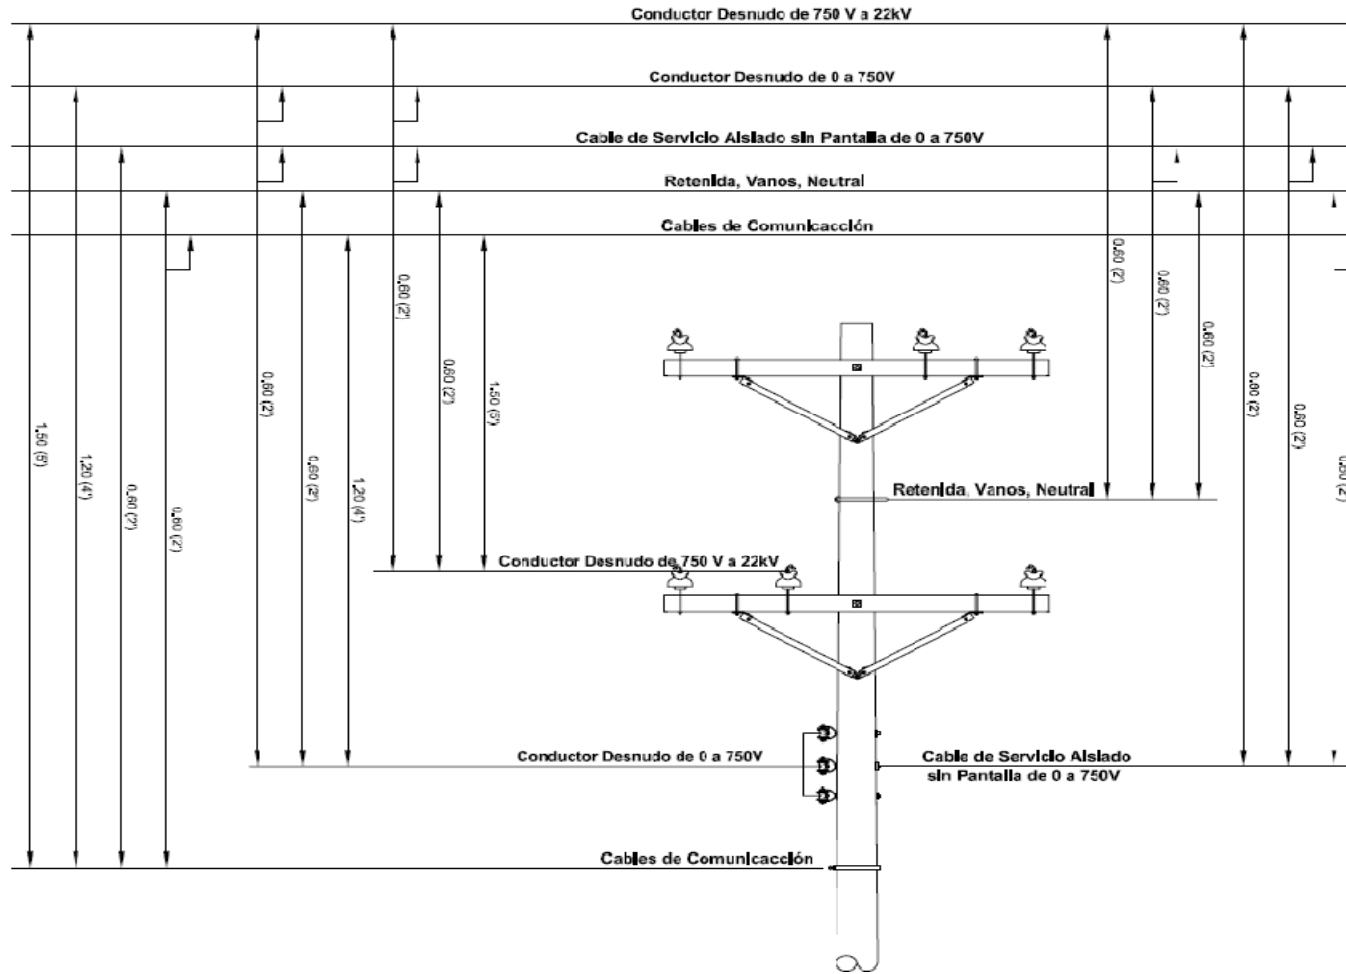 Conductor Desnudo de 750 V a 22kV
Conductor Desnudo de 0 a 750V
Cable de Servicio Aislado sin Pantalla de 0 a 750V
Retenida, Vanos, Neutral
Cables de Comunicacción
0.60 (2')
0.60 (2')
0.60 (2')
0.60 (2')
0.60 (2')
0.60 (2')
0.60 (2')
0.60 (2')
1.50 (5')
1.50 (5')
1.20 (4')
0.60 (2')
0.60 (2')
0.60 (2')
1.20 (4')
Retenida, Vanos, Neutral
Conductor Desnudo de 750 V a 22kV
Conductor Desnudo de 0 a 750V
Cable de Servicio Aislado
sin Pantalla de 0 a 750V
Cables de Comunicacción